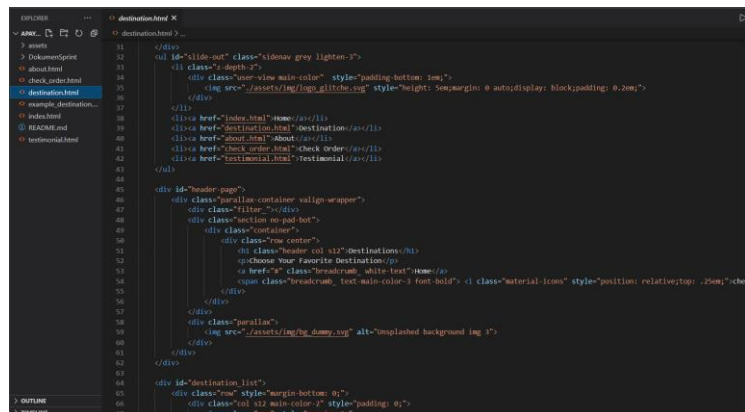 EXPLORER
···
destination.html
APAY...
destination.html > ...
assets
DokumenSprint
about.html
check_order.html
destination.html
example_destination...
index.html
README.md
testimonial.html
OUTLINE
31 </div>
32 <ul id="slide-out" class="sidenav grey lighten-3">
33 <li class="z-depth-2">
34 <div class="user-view main-color" style="padding-bottom: 1em;">
35 <img src="./assets/img/logo_glitche.svg" style="height: 5em;margin: 0 auto;display: block;padding: 0.2em;">
36 </div>
37 </li>
38 <li><a href="index.html">Home</a></li>
39 <li><a href="destination.html">Destination</a></li>
40 <li><a href="about.html">About</a></li>
41 <li><a href="check_order.html">Check Order</a></li>
42 <li><a href="testimonial.html">Testimonial</a></li>
43 </ul>
44
45 <div id="header-page">
46 <div class="parallax-container valign-wrapper">
47 <div class="filter_"></div>
48 <div class="section no-pad-bot">
49 <div class="container">
50 <div class="row center">
51 <h1 class="header col s12">Destinations</h1>
52 <p>Choose Your Favorite Destination</p>
53 <a href="#" class="breadcrumb_ white-text">Home</a>
54 <span class="breadcrumb_ text-main-color-3 font-bold"> <i class="material-icons" style="position: relative;top: .25em;">che
55 </div>
56 </div>
57 </div>
58 <div class="parallax">
59 <img src="./assets/img/bg_dummy.svg" alt="Unsplashed background img 3">
60 </div>
61 </div>
62 </div>
63
64 <div id="destination_list">
65 <div class="row" style="margin-bottom: 0;">
66 <div class="col s12 main-color-2" style="padding: 0;">